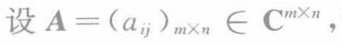 设 A = (a_{ij})_{m×n} ∈ C^{m×n},